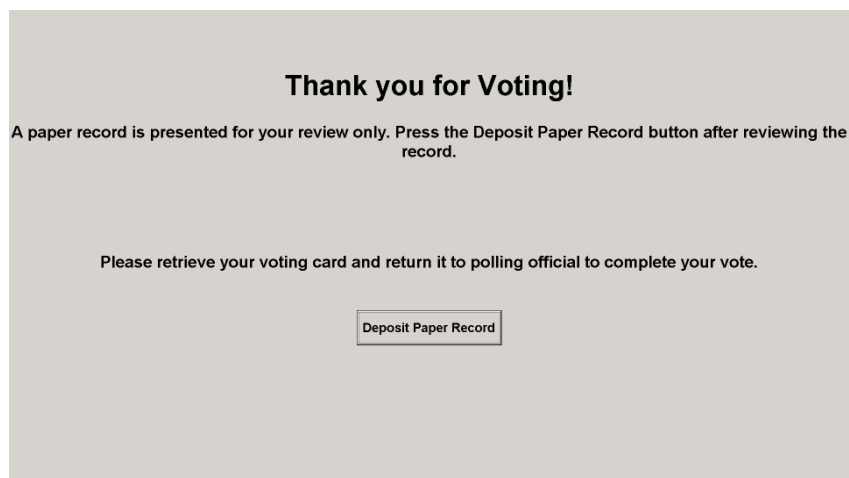 Thank you for Voting!
A paper record is presented for your review only. Press the Deposit Paper Record button after reviewing the
record.
Please retrieve your voting card and return it to polling official to complete your vote.
Deposit Paper Record